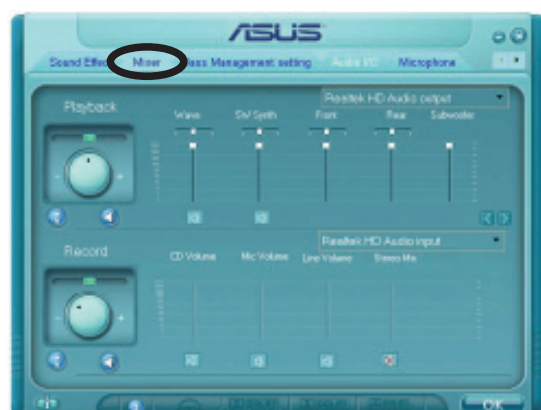 ASUS
Sound Effect Mixer Bass Management setting Audio I/O Microphone
Realtek HD Audio output
Playback
Wave SW Synth Front Rear Subwoofer
- +
Realtek HD Audio input
Record
CD Volume Mic Volume Line Volume Stereo Mix
- +
OK